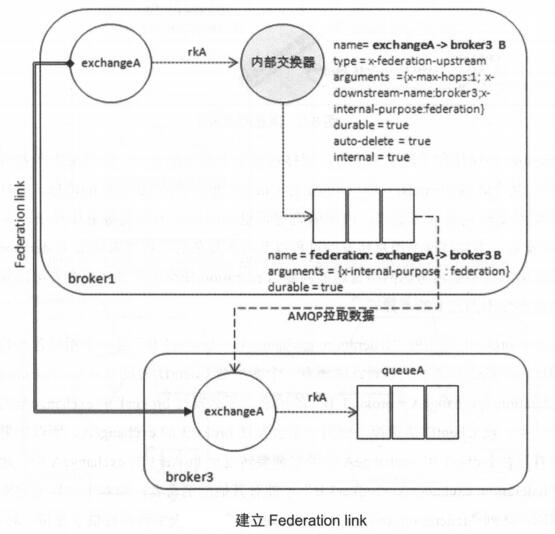 exchangeA
rkA
内部交换器
name= exchangeA -> broker3 B
type = x-federation-upstream
arguments ={x-max-hops:1; x-
downstream-name:broker3;x-
internal-purpose:federation}
durable = true
auto-delete = true
internal = true
Federation link
name = federation: exchangeA -> broker3 B
arguments = {x-internal-purpose : federation}
durable = true
broker1
AMQP拉取数据
queueA
exchangeA
rkA
broker3
建立 Federation link